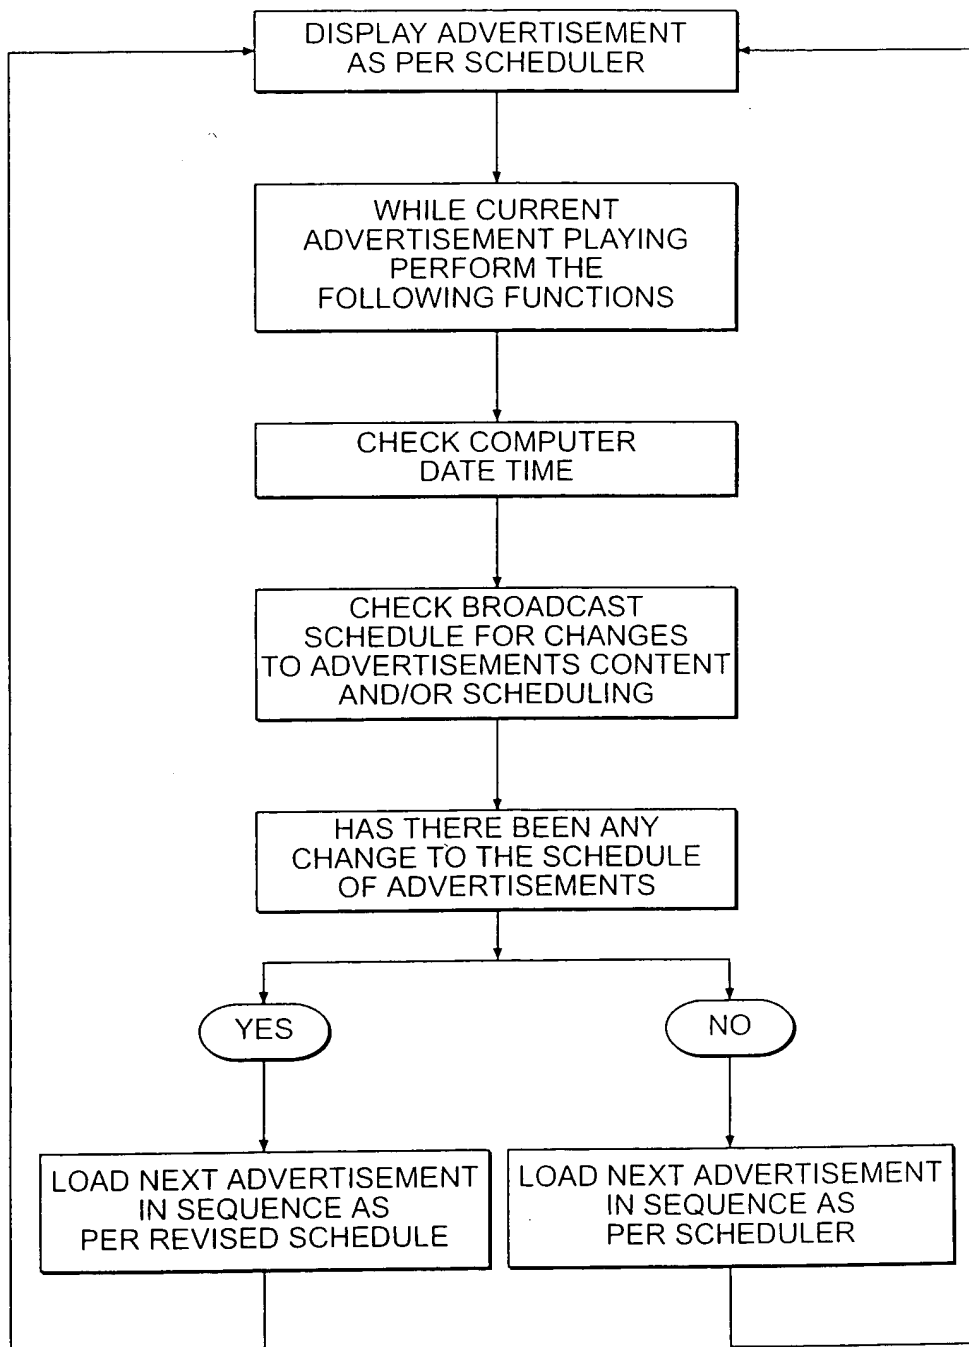 DISPLAY ADVERTISEMENT
AS PER SCHEDULER
WHILE CURRENT
ADVERTISEMENT PLAYING
PERFORM THE
FOLLOWING FUNCTIONS
CHECK COMPUTER
DATE TIME
CHECK BROADCAST
SCHEDULE FOR CHANGES
TO ADVERTISEMENTS CONTENT
AND/OR SCHEDULING
HAS THERE BEEN ANY
CHANGE TO THE SCHEDULE
OF ADVERTISEMENTS
YES
NO
LOAD NEXT ADVERTISEMENT
IN SEQUENCE AS
PER REVISED SCHEDULE
LOAD NEXT ADVERTISEMENT
IN SEQUENCE AS
PER SCHEDULER